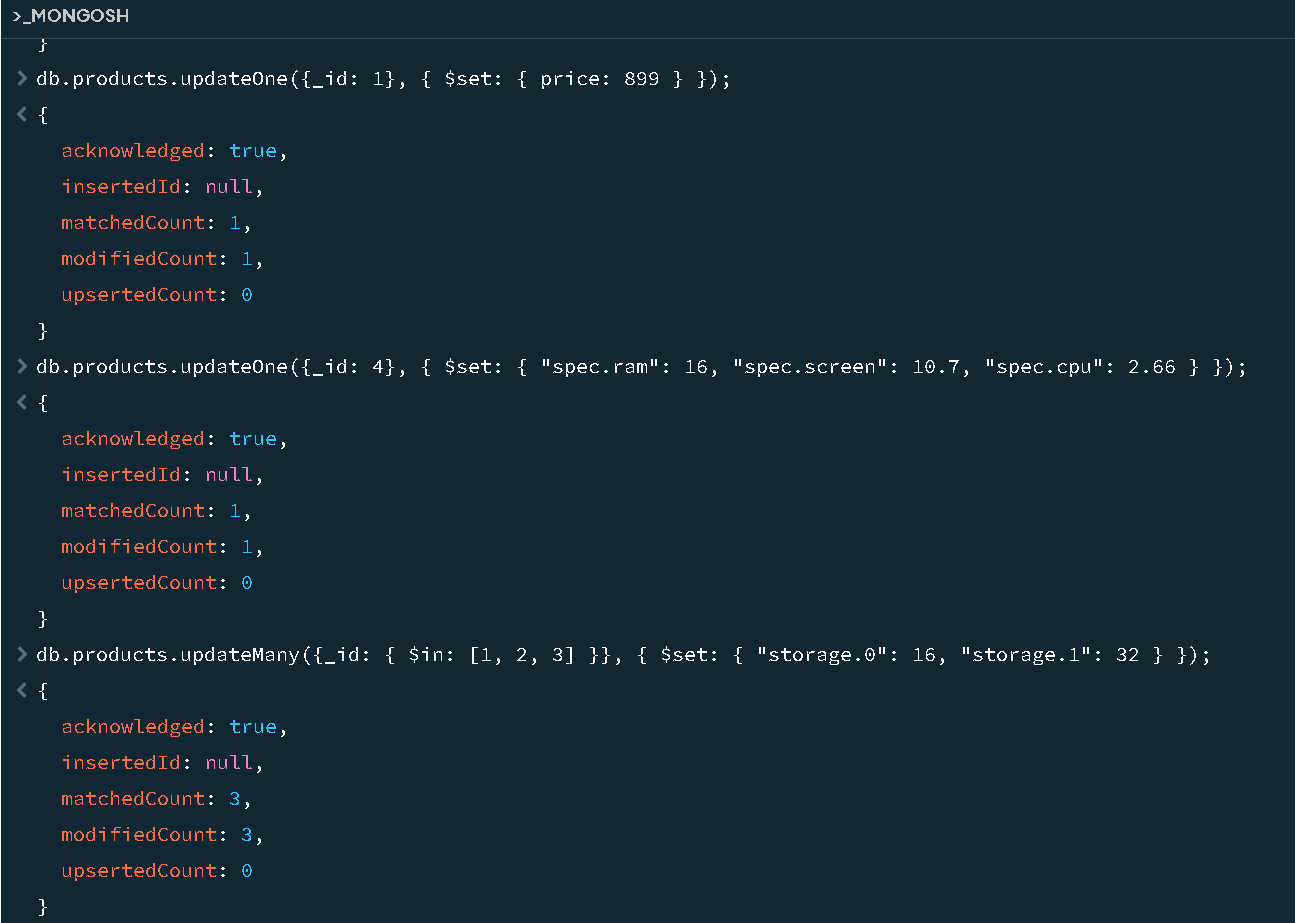 >_MONGOSH
}
> db.products.updateOne({_id: 1}, { $set: { price: 899 } });
< {
acknowledged: true,
insertedId: null,
matchedCount: 1,
modifiedCount: 1,
upsertedCount: 0
}
> db.products.updateOne({_id: 4}, { $set: { "spec.ram": 16, "spec.screen": 10.7, "spec.cpu": 2.66 } });
< {
acknowledged: true,
insertedId: null,
matchedCount: 1,
modifiedCount: 1,
upsertedCount: 0
}
> db.products.updateMany({_id: { $in: [1, 2, 3] }}, { $set: { "storage.0": 16, "storage.1": 32 } });
< {
acknowledged: true,
insertedId: null,
matchedCount: 3,
modifiedCount: 3,
upsertedCount: 0
}